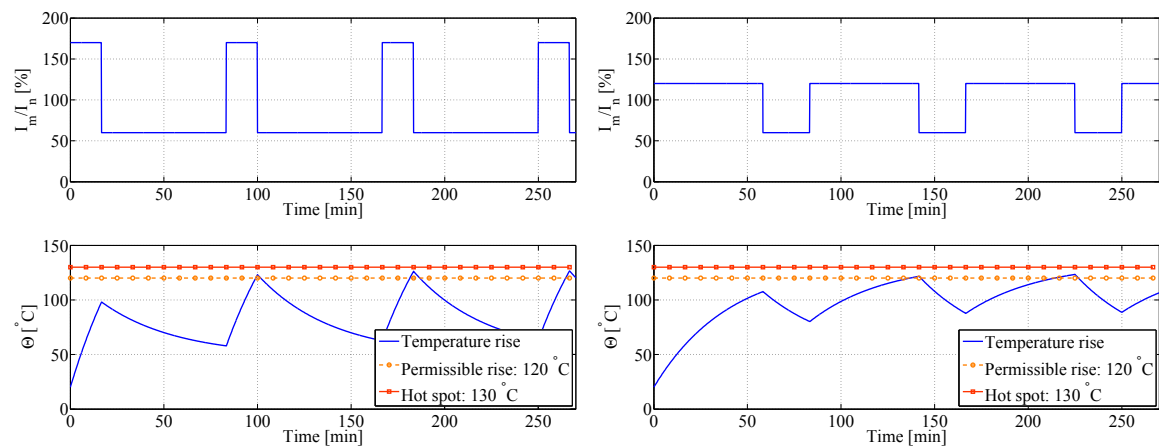 200
150
100
50
0
I_m/I_n [%]
0 50 100 150 200 250
Time [min]
200
150
100
50
0
I_m/I_n [%]
0 50 100 150 200 250
Time [min]
150
100
50
0
Θ [°C]
Temperature rise
Permissible rise: 120 °C
Hot spot: 130 °C
0 50 100 150 200 250
Time [min]
150
100
50
0
Θ [°C]
Temperature rise
Permissible rise: 120 °C
Hot spot: 130 °C
0 50 100 150 200 250
Time [min]